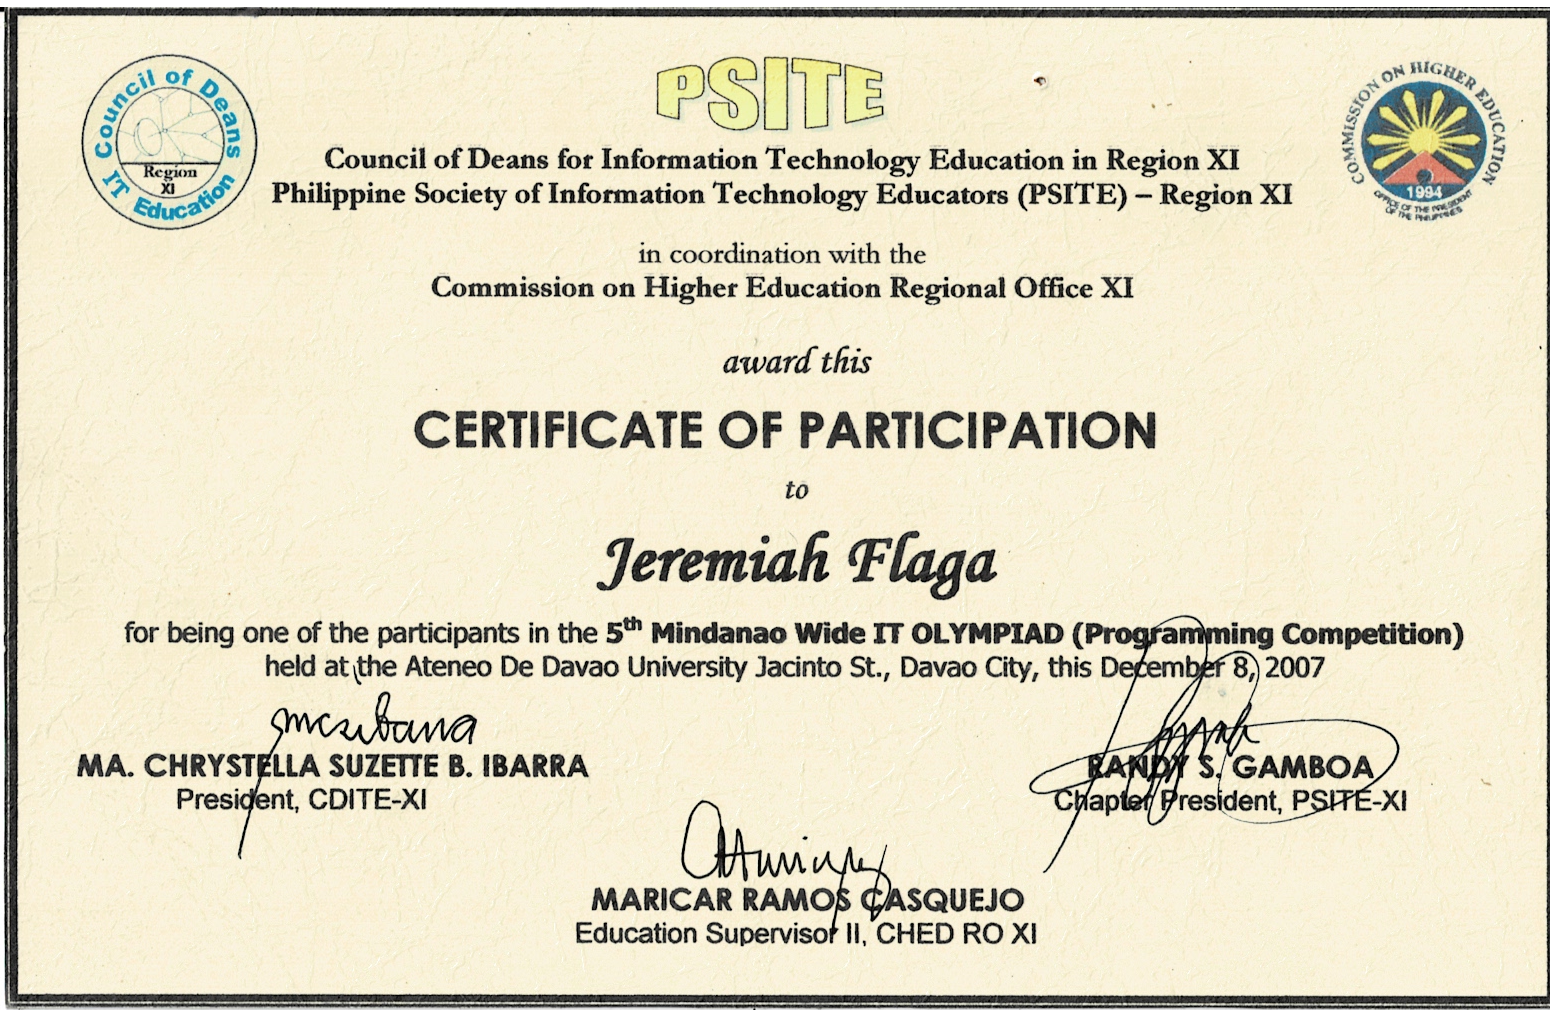 Council of Deans
IT Education
Region
XI
PSITE
COMMISSION ON HIGHER EDUCATION
1994
OFFICE OF THE PRESIDENT
OF THE PHILIPPINES
Council of Deans for Information Technology Education in Region XI
Philippine Society of Information Technology Educators (PSITE) – Region XI
in coordination with the
Commission on Higher Education Regional Office XI
award this
CERTIFICATE OF PARTICIPATION
to
Jeremiah Flaga
for being one of the participants in the 5th Mindanao Wide IT OLYMPIAD (Programming Competition)
held at the Ateneo De Davao University Jacinto St., Davao City, this December 8, 2007
MA. CHRYSTELLA SUZETTE B. IBARRA
President, CDITE-XI
RANDY S. GAMBOA
Chapter President, PSITE-XI
MARICAR RAMOS CASQUEJO
Education Supervisor II, CHED RO XI